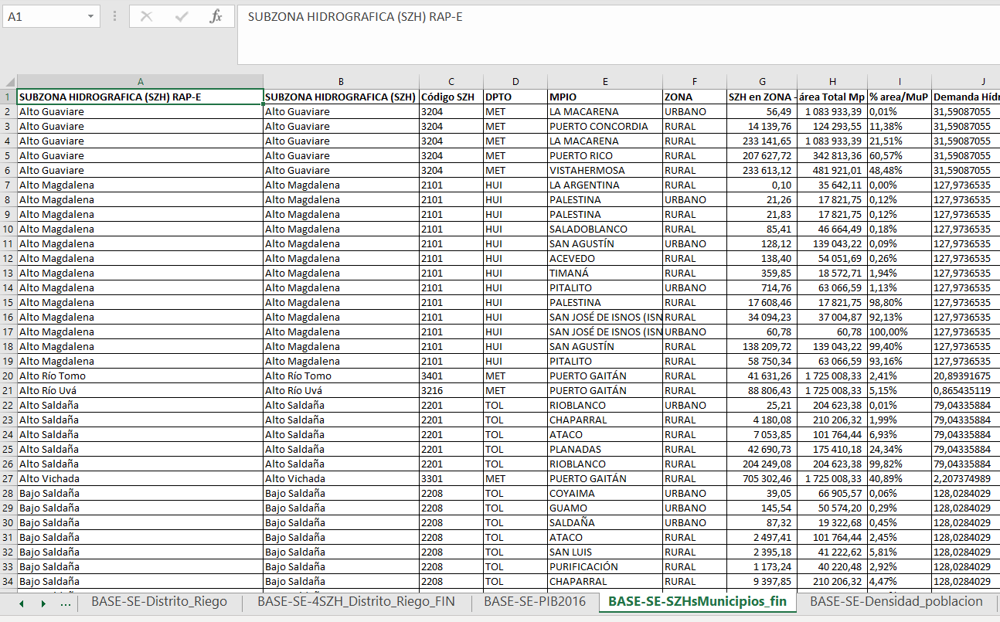 A1 fx SUBZONA HIDROGRAFICA (SZH) RAP-E
A B C D E F G H I J
1 SUBZONA HIDROGRAFICA (SZH) RAP-E SUBZONA HIDROGRAFICA (SZH) Código SZH DPTO MPIO ZONA SZH en ZONA - área Total Mp % area/MuP Demanda Hídr
2 Alto Guaviare Alto Guaviare 3204 MET LA MACARENA URBANO 56,49 1 083 933,39 0,01% 31,59087055
3 Alto Guaviare Alto Guaviare 3204 MET PUERTO CONCORDIA RURAL 14 139,76 124 293,55 11,38% 31,59087055
4 Alto Guaviare Alto Guaviare 3204 MET LA MACARENA RURAL 233 141,65 1 083 933,39 21,51% 31,59087055
5 Alto Guaviare Alto Guaviare 3204 MET PUERTO RICO RURAL 207 627,72 342 813,36 60,57% 31,59087055
6 Alto Guaviare Alto Guaviare 3204 MET VISTAHERMOSA RURAL 233 613,12 481 921,01 48,48% 31,59087055
7 Alto Magdalena Alto Magdalena 2101 HUI LA ARGENTINA RURAL 0,10 35 642,11 0,00% 127,9736535
8 Alto Magdalena Alto Magdalena 2101 HUI PALESTINA URBANO 21,26 17 821,75 0,12% 127,9736535
9 Alto Magdalena Alto Magdalena 2101 HUI PALESTINA RURAL 21,83 17 821,75 0,12% 127,9736535
10 Alto Magdalena Alto Magdalena 2101 HUI SALADOBLANCO RURAL 85,41 46 664,49 0,18% 127,9736535
11 Alto Magdalena Alto Magdalena 2101 HUI SAN AGUSTÍN URBANO 128,12 139 043,22 0,09% 127,9736535
12 Alto Magdalena Alto Magdalena 2101 HUI ACEVEDO RURAL 138,40 54 051,69 0,26% 127,9736535
13 Alto Magdalena Alto Magdalena 2101 HUI TIMANÁ RURAL 359,85 18 572,71 1,94% 127,9736535
14 Alto Magdalena Alto Magdalena 2101 HUI PITALITO URBANO 714,76 63 066,59 1,13% 127,9736535
15 Alto Magdalena Alto Magdalena 2101 HUI PALESTINA RURAL 17 608,46 17 821,75 98,80% 127,9736535
16 Alto Magdalena Alto Magdalena 2101 HUI SAN JOSÉ DE ISNOS (ISN RURAL 34 094,23 37 004,87 92,13% 127,9736535
17 Alto Magdalena Alto Magdalena 2101 HUI SAN JOSÉ DE ISNOS (ISN URBANO 60,78 60,78 100,00% 127,9736535
18 Alto Magdalena Alto Magdalena 2101 HUI SAN AGUSTÍN RURAL 138 209,72 139 043,22 99,40% 127,9736535
19 Alto Magdalena Alto Magdalena 2101 HUI PITALITO RURAL 58 750,34 63 066,59 93,16% 127,9736535
20 Alto Río Tomo Alto Río Tomo 3401 MET PUERTO GAITÁN RURAL 41 631,26 1 725 008,33 2,41% 20,89391675
21 Alto Río Uvá Alto Río Uvá 3216 MET PUERTO GAITÁN RURAL 88 806,43 1 725 008,33 5,15% 0,865435119
22 Alto Saldaña Alto Saldaña 2201 TOL RIOBLANCO URBANO 25,21 204 623,38 0,01% 79,04335884
23 Alto Saldaña Alto Saldaña 2201 TOL CHAPARRAL RURAL 4 180,08 210 206,32 1,99% 79,04335884
24 Alto Saldaña Alto Saldaña 2201 TOL ATACO RURAL 7 053,85 101 764,44 6,93% 79,04335884
25 Alto Saldaña Alto Saldaña 2201 TOL PLANADAS RURAL 42 690,73 175 410,18 24,34% 79,04335884
26 Alto Saldaña Alto Saldaña 2201 TOL RIOBLANCO RURAL 204 249,08 204 623,38 99,82% 79,04335884
27 Alto Vichada Alto Vichada 3301 MET PUERTO GAITÁN RURAL 705 302,46 1 725 008,33 40,89% 2,207374989
28 Bajo Saldaña Bajo Saldaña 2208 TOL COYAIMA URBANO 39,05 66 905,57 0,06% 128,0284029
29 Bajo Saldaña Bajo Saldaña 2208 TOL GUAMO URBANO 145,54 50 574,20 0,29% 128,0284029
30 Bajo Saldaña Bajo Saldaña 2208 TOL SALDAÑA URBANO 87,32 19 322,68 0,45% 128,0284029
31 Bajo Saldaña Bajo Saldaña 2208 TOL ATACO RURAL 2 497,41 101 764,44 2,45% 128,0284029
32 Bajo Saldaña Bajo Saldaña 2208 TOL SAN LUIS RURAL 2 395,18 41 222,62 5,81% 128,0284029
33 Bajo Saldaña Bajo Saldaña 2208 TOL PURIFICACIÓN RURAL 1 173,24 40 220,48 2,92% 128,0284029
34 Bajo Saldaña Bajo Saldaña 2208 TOL CHAPARRAL RURAL 9 397,85 210 206,32 4,47% 128,0284029
... BASE-SE-Distrito_Riego BASE-SE-4SZH_Distrito_Riego_FIN BASE-SE-PIB2016 BASE-SE-SZHsMunicipios_fin BASE-SE-Densidad_poblacion